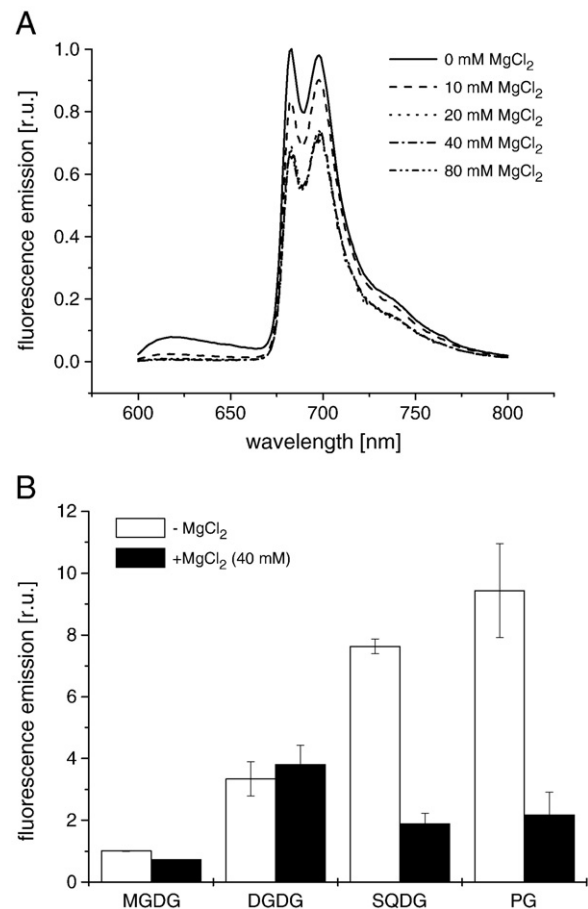 A
fluorescence emission [r.u.]
1.0
0.8
0.6
0.4
0.2
0.0
0 mM MgCl₂
10 mM MgCl₂
20 mM MgCl₂
40 mM MgCl₂
80 mM MgCl₂
600 650 700 750 800
wavelength [nm]
B
fluorescence emission [r.u.]
12
10
8
6
4
2
0
- MgCl₂
+MgCl₂ (40 mM)
MGDG DGDG SQDG PG